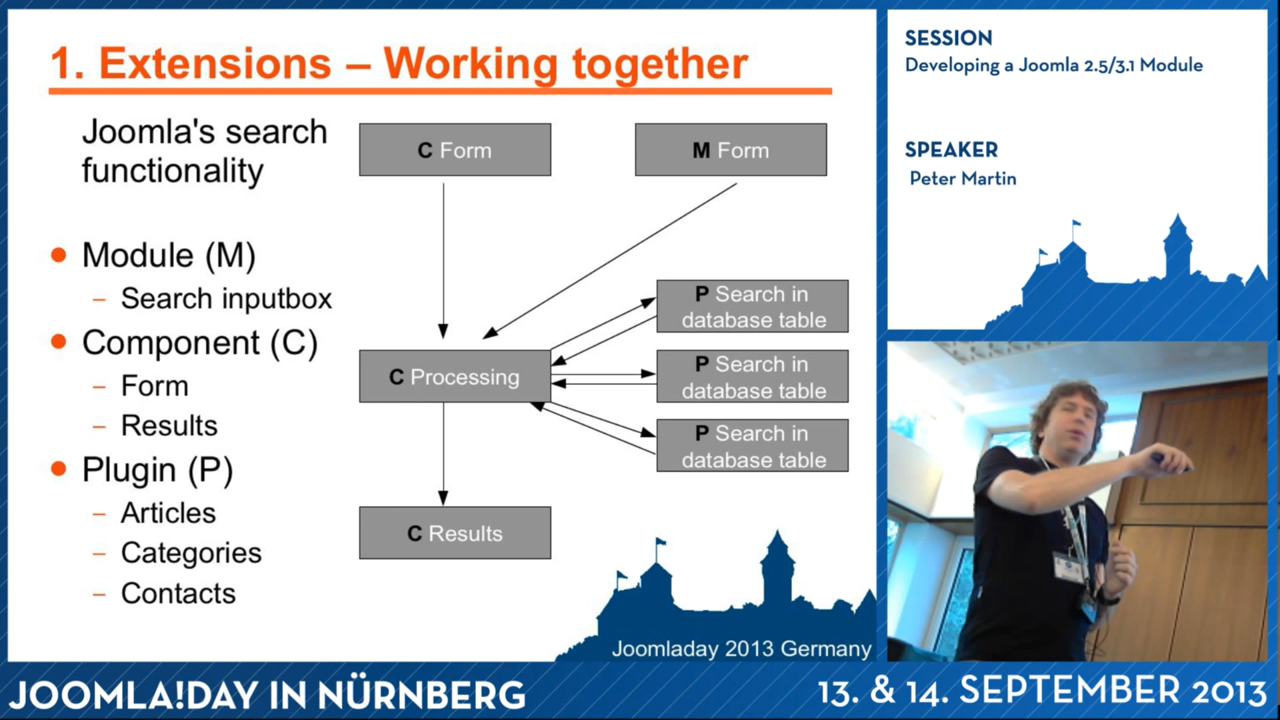 1. Extensions – Working together
Joomla's search
functionality
● Module (M)
– Search inputbox
● Component (C)
– Form
– Results
● Plugin (P)
– Articles
– Categories
– Contacts
C Form
M Form
C Processing
P Search in
database table
P Search in
database table
P Search in
database table
C Results
Joomladay 2013 Germany
SESSION
Developing a Joomla 2.5/3.1 Module
SPEAKER
Peter Martin
JOOMLA!DAY IN NÜRNBERG
13. & 14. SEPTEMBER 2013